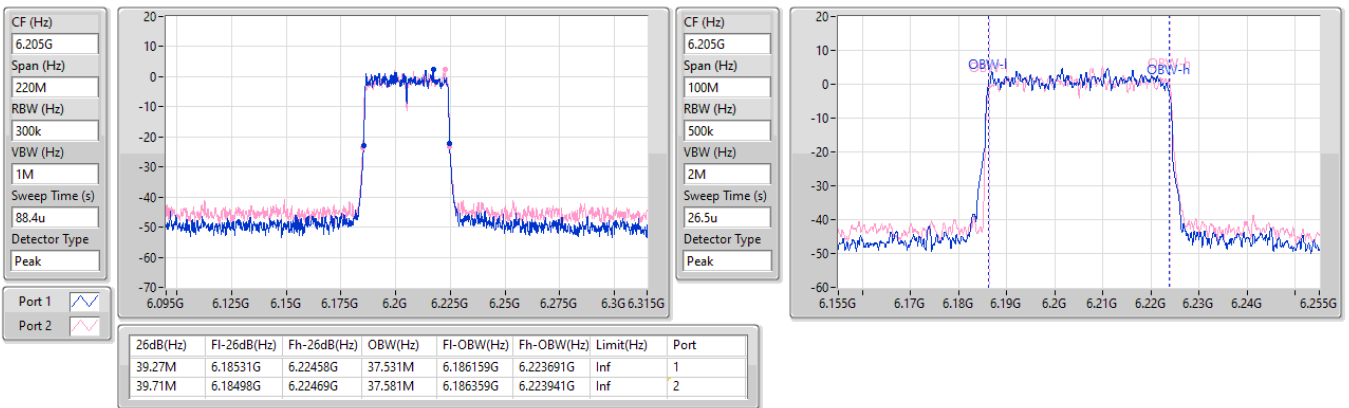 CF (Hz)
6.205G
Span (Hz)
220M
RBW (Hz)
300k
VBW (Hz)
1M
Sweep Time (s)
88.4u
Detector Type
Peak
Port 1
Port 2
20
10
0
-10
-20
-30
-40
-50
-60
-70
6.095G 6.125G 6.15G 6.175G 6.2G 6.225G 6.25G 6.275G 6.3G 6.315G
CF (Hz)
6.205G
Span (Hz)
100M
RBW (Hz)
500k
VBW (Hz)
2M
Sweep Time (s)
26.5u
Detector Type
Peak
20
10
0
-10
-20
-30
-40
-50
-60
OBW-l OBW-h
OBW-h
6.155G 6.17G 6.18G 6.19G 6.2G 6.21G 6.22G 6.23G 6.24G 6.255G
26dB(Hz) Fl-26dB(Hz) Fh-26dB(Hz) OBW(Hz) Fl-OBW(Hz) Fh-OBW(Hz) Limit(Hz) Port
39.27M 6.18531G 6.22458G 37.531M 6.186159G 6.223691G Inf 1
39.71M 6.18498G 6.22469G 37.581M 6.186359G 6.223941G Inf 2